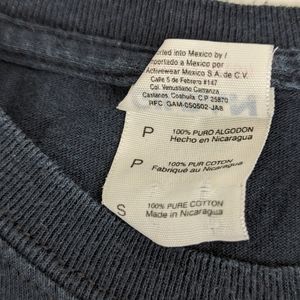 orted into Mexico by /
portado a Mexico por
Activewear Mexico S.A. de C.V.
Calle 5 de Febrero #147
Col. Venustiano Carranza
Castanos, Coahuila, C.P. 25870
RFC: GAM-050502-JA8
P 100% PURO ALGODON
Hecho en Nicaragua
P 100% PUR COTON
Fabriqué au Nicaragua
S 100% PURE COTTON
Made in Nicaragua